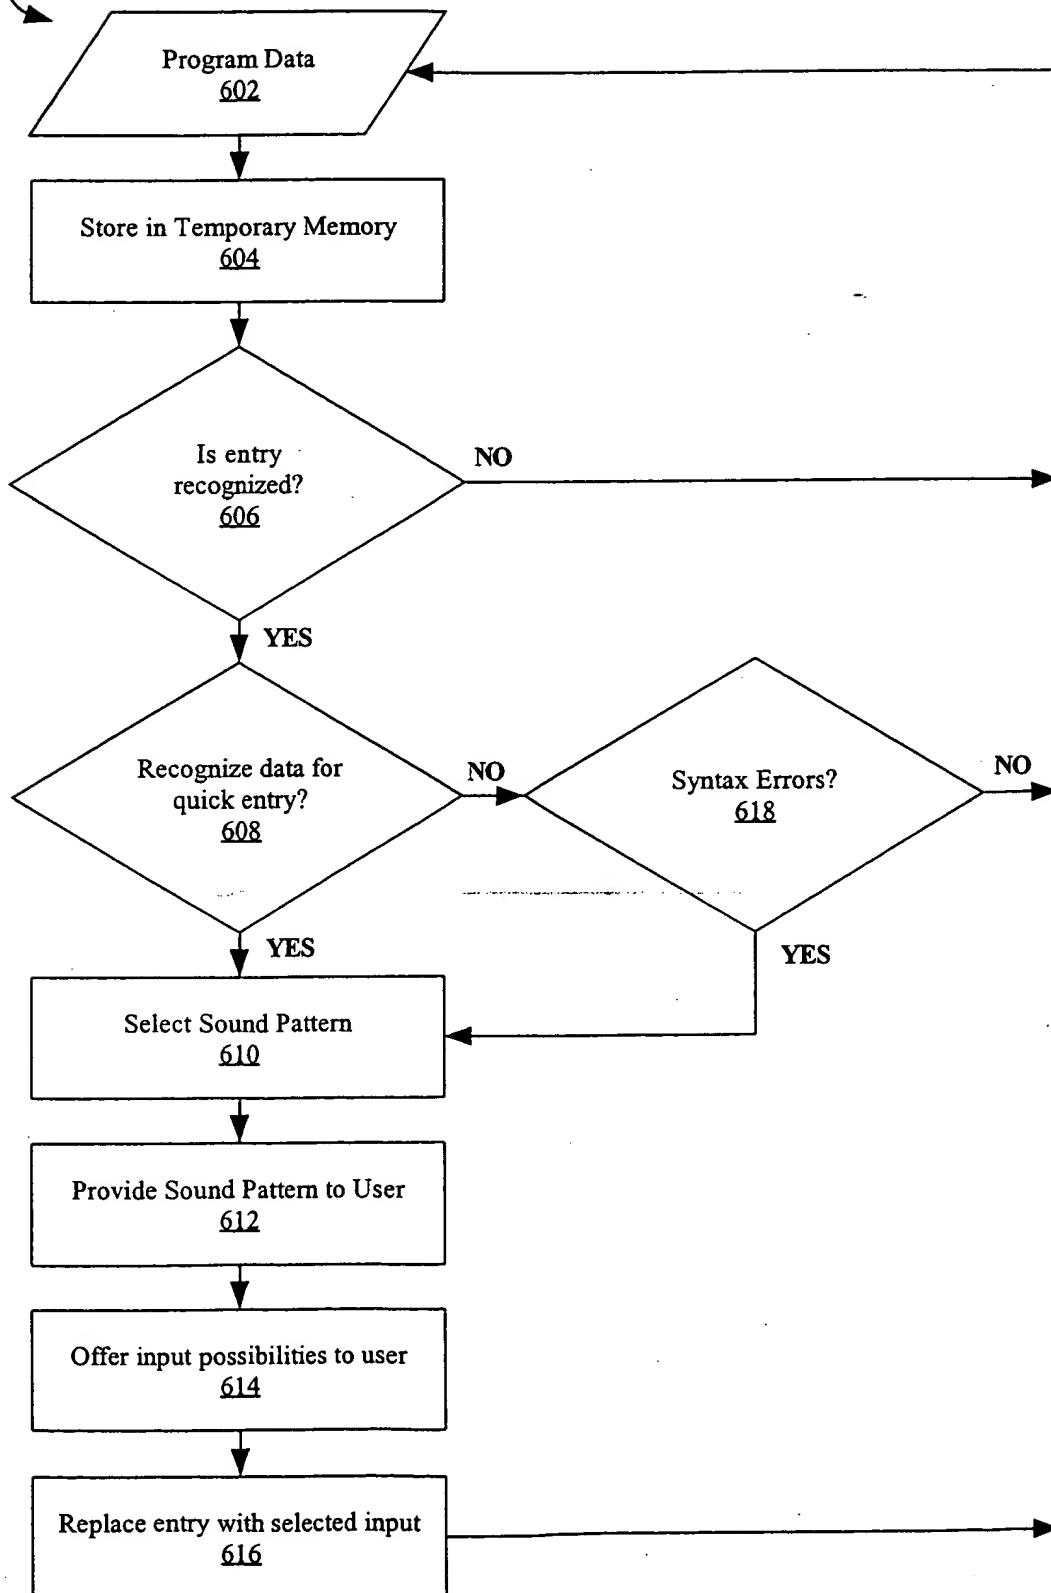 Program Data
602
Store in Temporary Memory
604
Is entry
recognized?
606
NO
YES
Recognize data for
quick entry?
608
NO
Syntax Errors?
618
NO
YES
YES
Select Sound Pattern
610
Provide Sound Pattern to User
612
Offer input possibilities to user
614
Replace entry with selected input
616